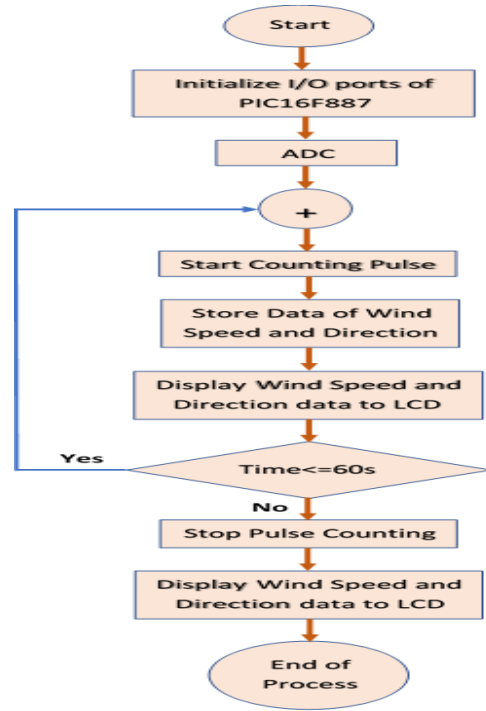 Start
Initialize I/O ports of
PIC16F887
ADC
+
Start Counting Pulse
Store Data of Wind
Speed and Direction
Display Wind Speed and
Direction data to LCD
Yes
Time<=60s
No
Stop Pulse Counting
Display Wind Speed and
Direction data to LCD
End of
Process